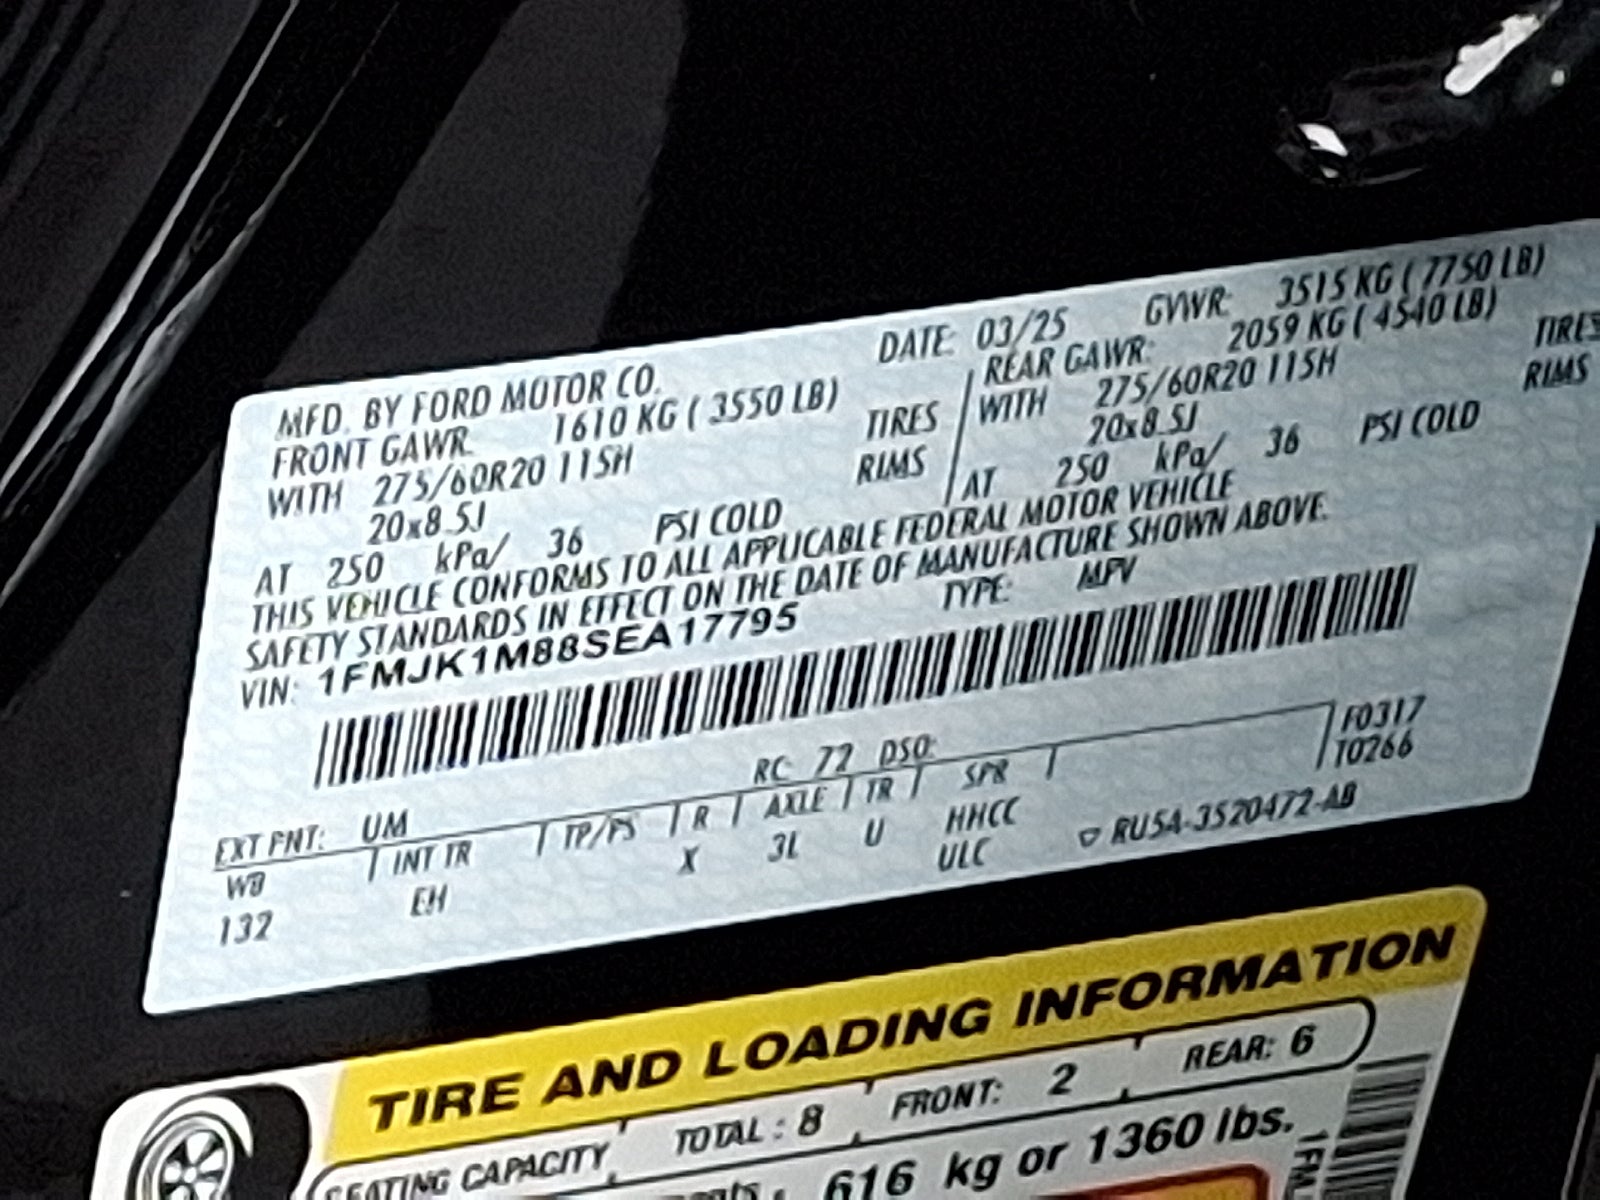 MFD. BY FORD MOTOR CO.
DATE: 03/25 GVWR: 3515 KG ( 7750 LB)
FRONT GAWR: 1610 KG ( 3550 LB)
REAR GAWR: 2059 KG ( 4540 LB)
WITH 275/60R20 115H TIRES
WITH 275/60R20 115H TIRES
20x8.5J RIMS
20x8.5J RIMS
AT 250 kPa/ 36 PSI COLD
AT 250 kPa/ 36 PSI COLD
THIS VEHICLE CONFORMS TO ALL APPLICABLE FEDERAL MOTOR VEHICLE
SAFETY STANDARDS IN EFFECT ON THE DATE OF MANUFACTURE SHOWN ABOVE.
VIN: 1FMJK1M88SEA17795 TYPE: MPV
F0317
T0266
EXT PNT: UM RC: 72 DSO:
WB INT TR TP/PS R AXLE TR SPR
132 EH X 3L U HHCC
ULC RU5A-3520472-AB
TIRE AND LOADING INFORMATION
SEATING CAPACITY TOTAL : 8 FRONT: 2 REAR: 6
616 kg or 1360 lbs.